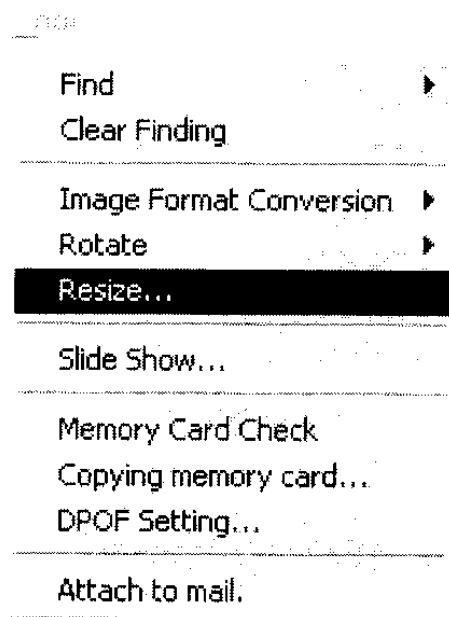 Find
Clear Finding
Image Format Conversion
Rotate
Resize...
Slide Show...
Memory Card Check
Copying memory card...
DPOF Setting...
Attach to mail.